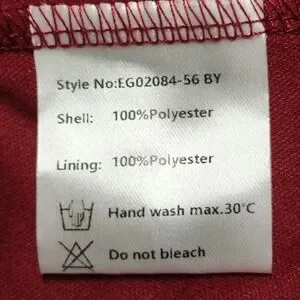 Style No:EG02084-56 BY
Shell: 100%Polyester
Lining: 100%Polyester
Hand wash max.30°C
Do not bleach